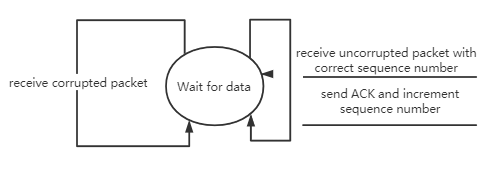 receive corrupted packet
Wait for data
receive uncorrupted packet with
correct sequence number
send ACK and increment
sequence number